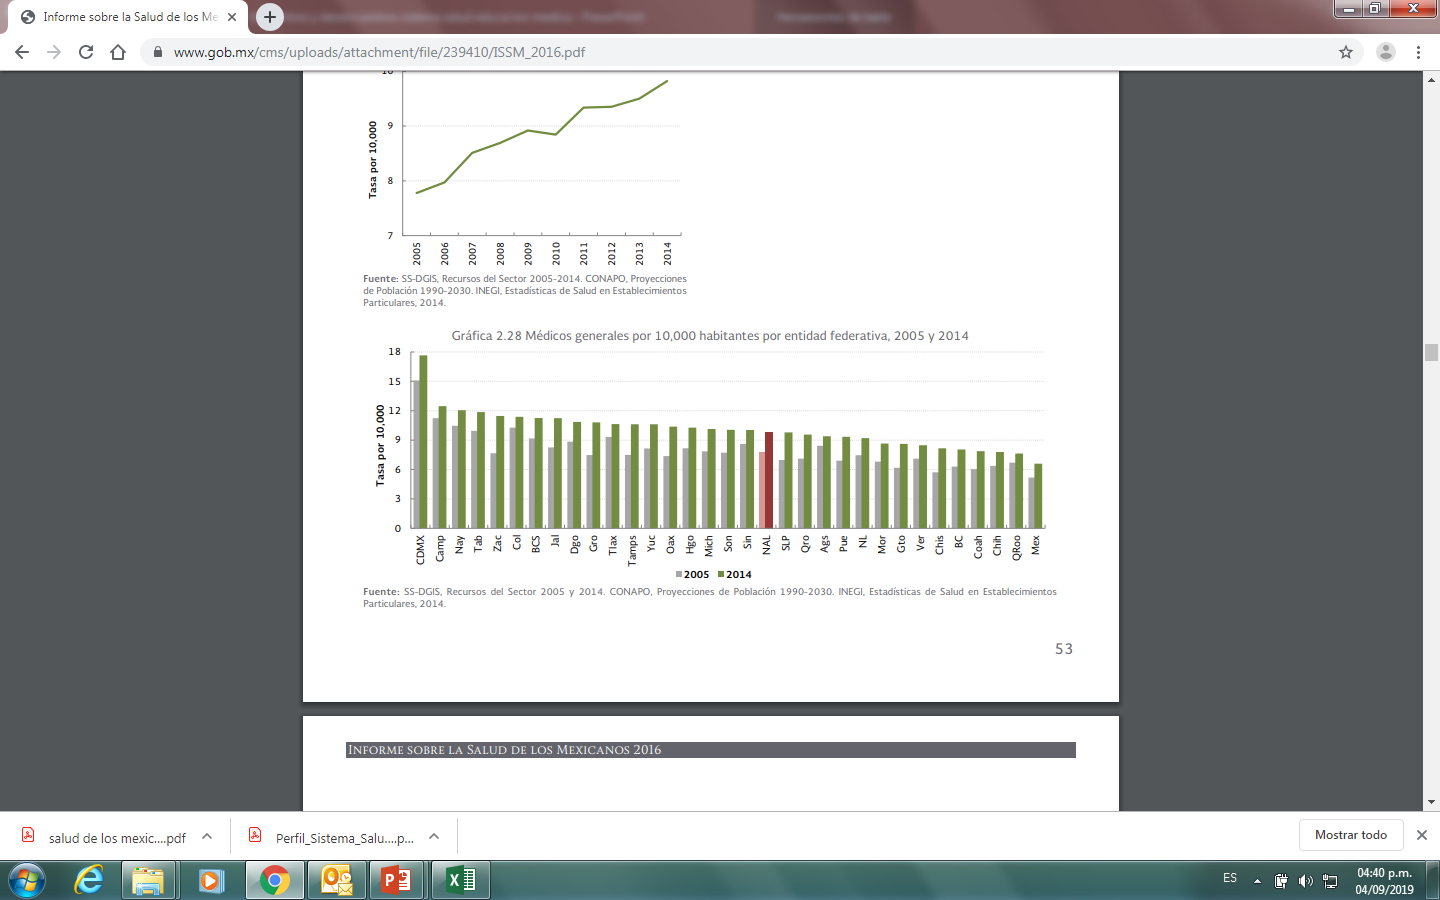 Informe sobre la Salud de los Me
www.gob.mx/cms/uploads/attachment/file/239410/ISSM_2016.pdf
10
9
8
7
Tasa por 10,000
2005 2006 2007 2008 2009 2010 2011 2012 2013 2014
Fuente: SS-DGIS, Recursos del Sector 2005-2014. CONAPO, Proyecciones
de Población 1990-2030. INEGI, Estadísticas de Salud en Establecimientos
Particulares, 2014.
Gráfica 2.28 Médicos generales por 10,000 habitantes por entidad federativa, 2005 y 2014
18
15
12
9
6
3
0
Tasa por 10,000
CDMX Camp Nay Tab Zac Col BCS Jal Dgo Gro Tlax Tamps Yuc Oax Hgo Mich Son Sin NAL SLP Qro Ags Pue NL Mor Gto Ver Chis BC Coah Chih QRoo Mex
2005 2014
Fuente: SS-DGIS, Recursos del Sector 2005 y 2014. CONAPO, Proyecciones de Población 1990-2030. INEGI, Estadísticas de Salud en Establecimientos
Particulares, 2014.
53
Informe sobre la Salud de los Mexicanos 2016
salud de los mexic....pdf
Perfil_Sistema_Salu....p...
Mostrar todo
ES
04:40 p.m.
04/09/2019